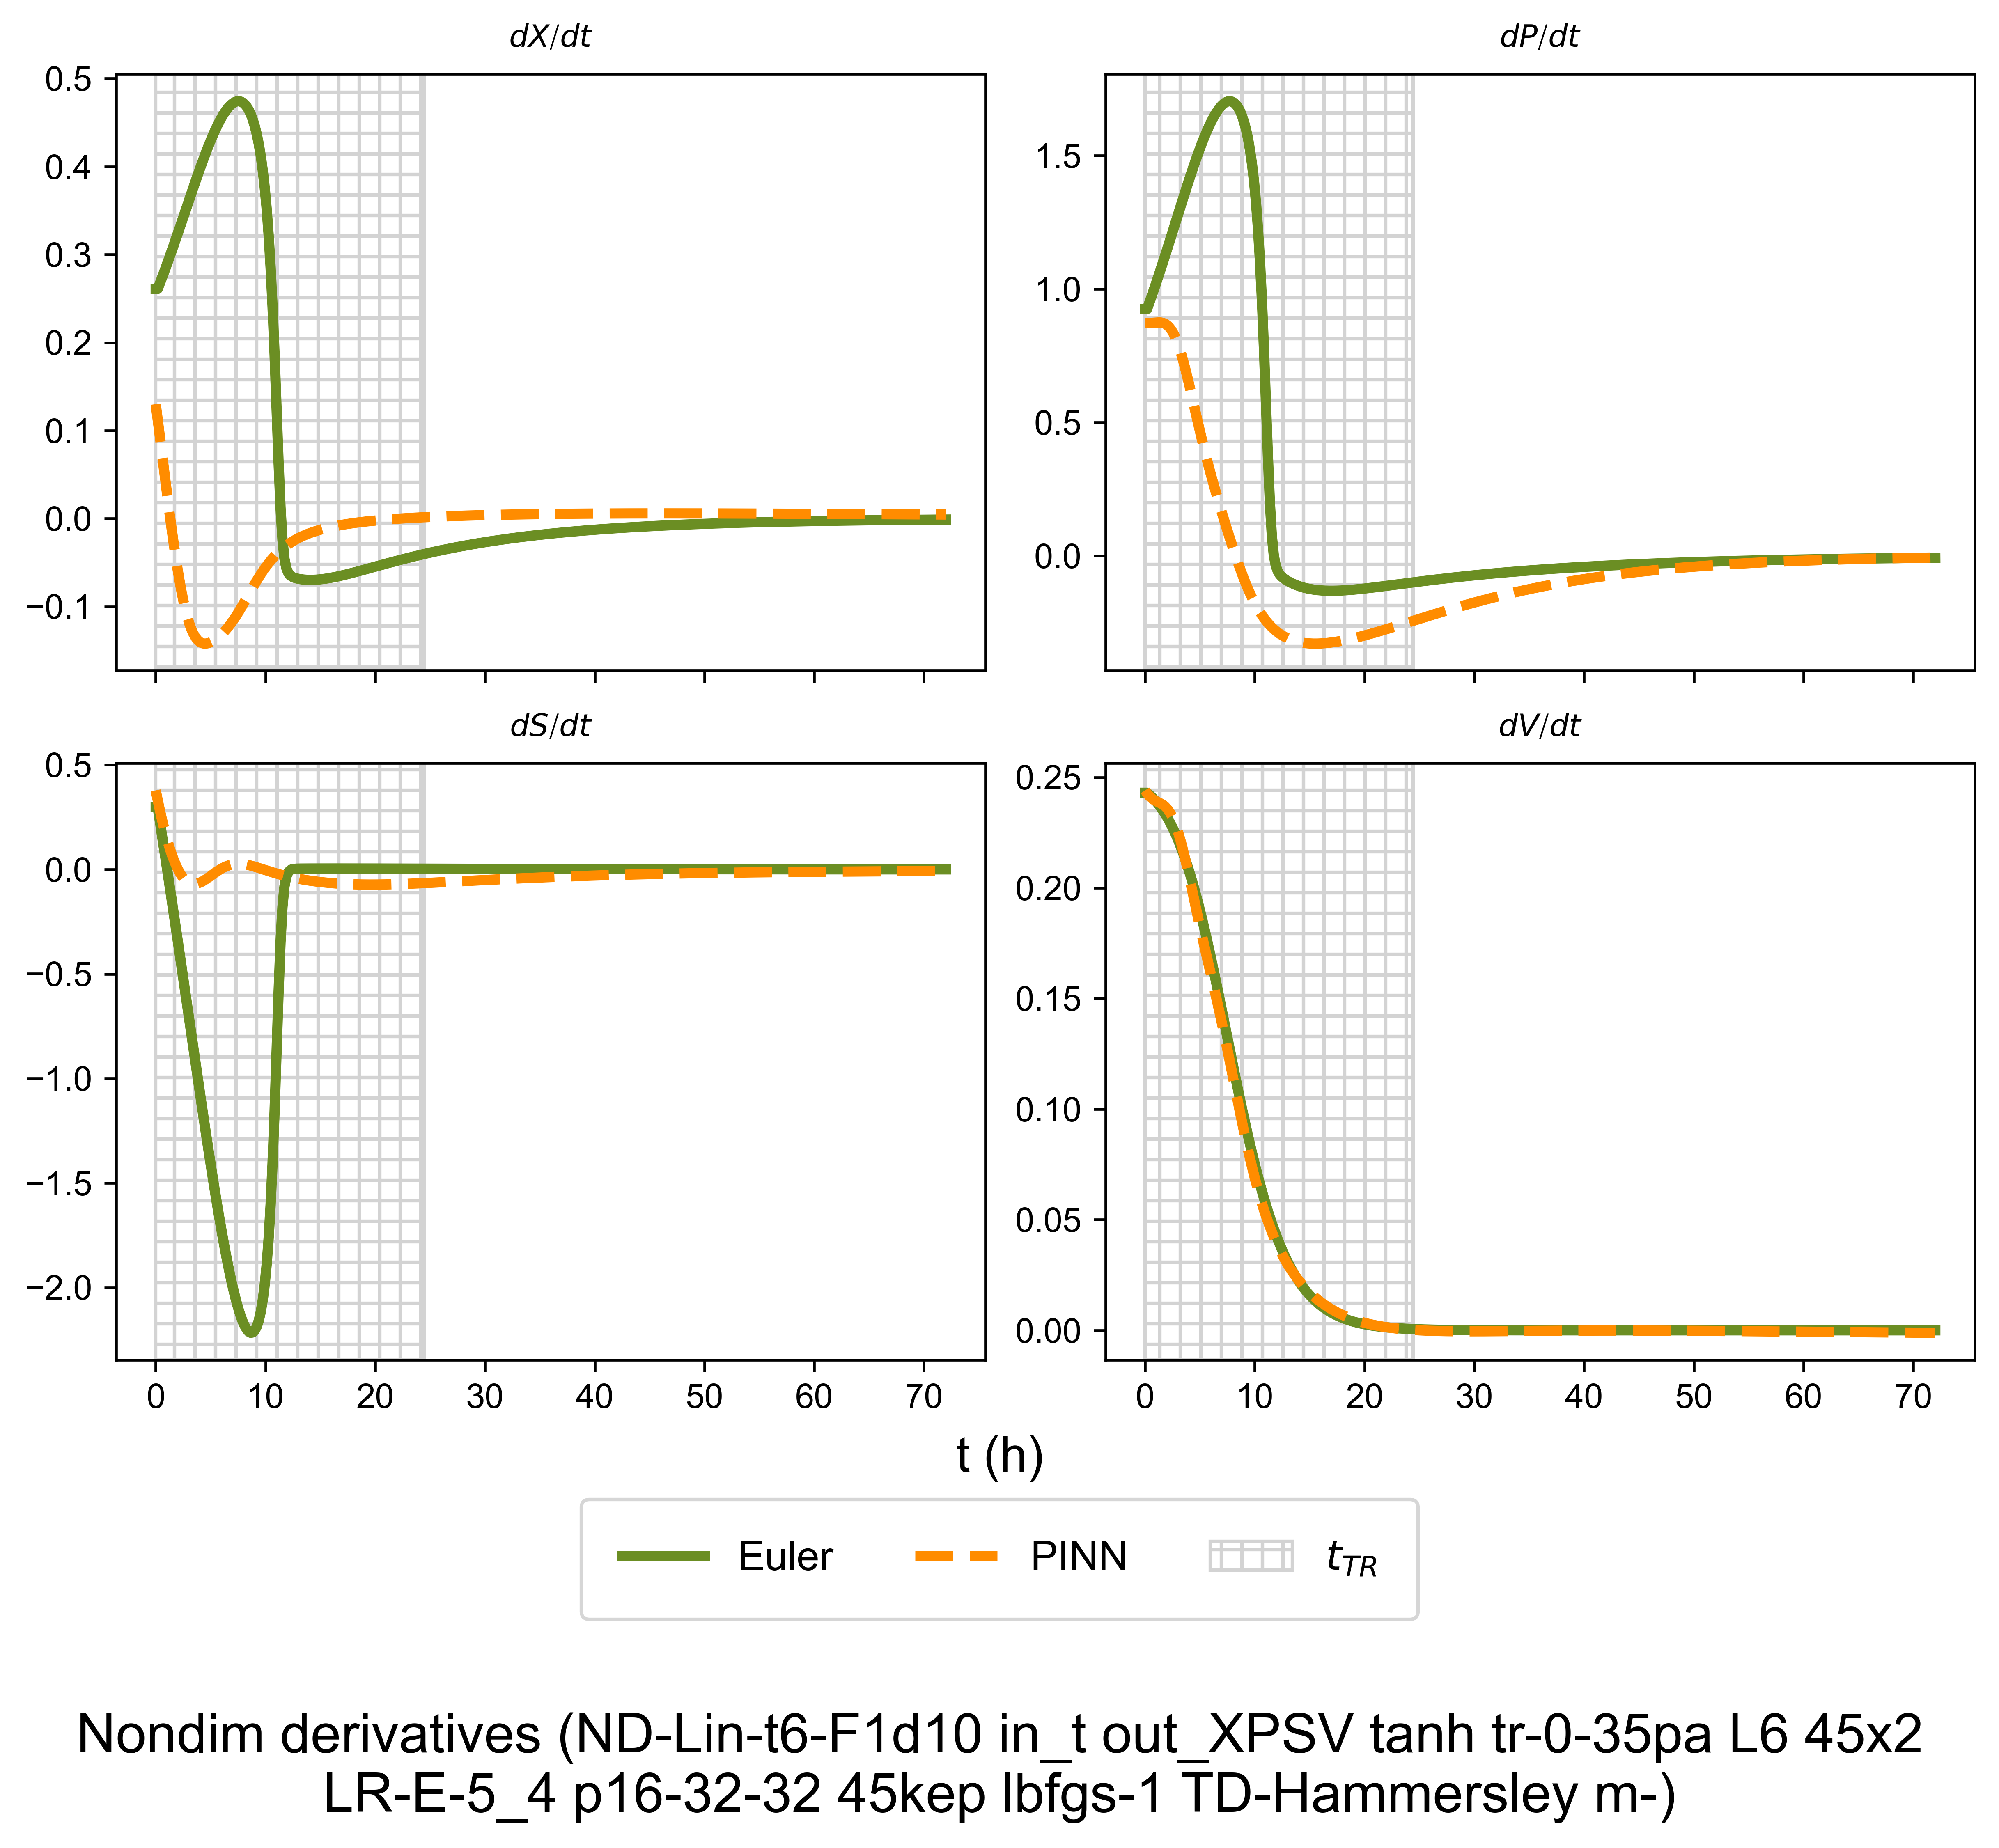 dX/dt
dP/dt
0.5
0.4
0.3
0.2
0.1
0.0
−0.1
1.5
1.0
0.5
0.0
dS/dt
dV/dt
0.5
0.0
−0.5
−1.0
−1.5
−2.0
0 10 20 30 40 50 60 70
0.25
0.20
0.15
0.10
0.05
0.00
0 10 20 30 40 50 60 70
t (h)
Euler PINN t_TR
Nondim derivatives (ND-Lin-t6-F1d10 in_t out_XPSV tanh tr-0-35pa L6 45x2
LR-E-5_4 p16-32-32 45kep lbfgs-1 TD-Hammersley m-)